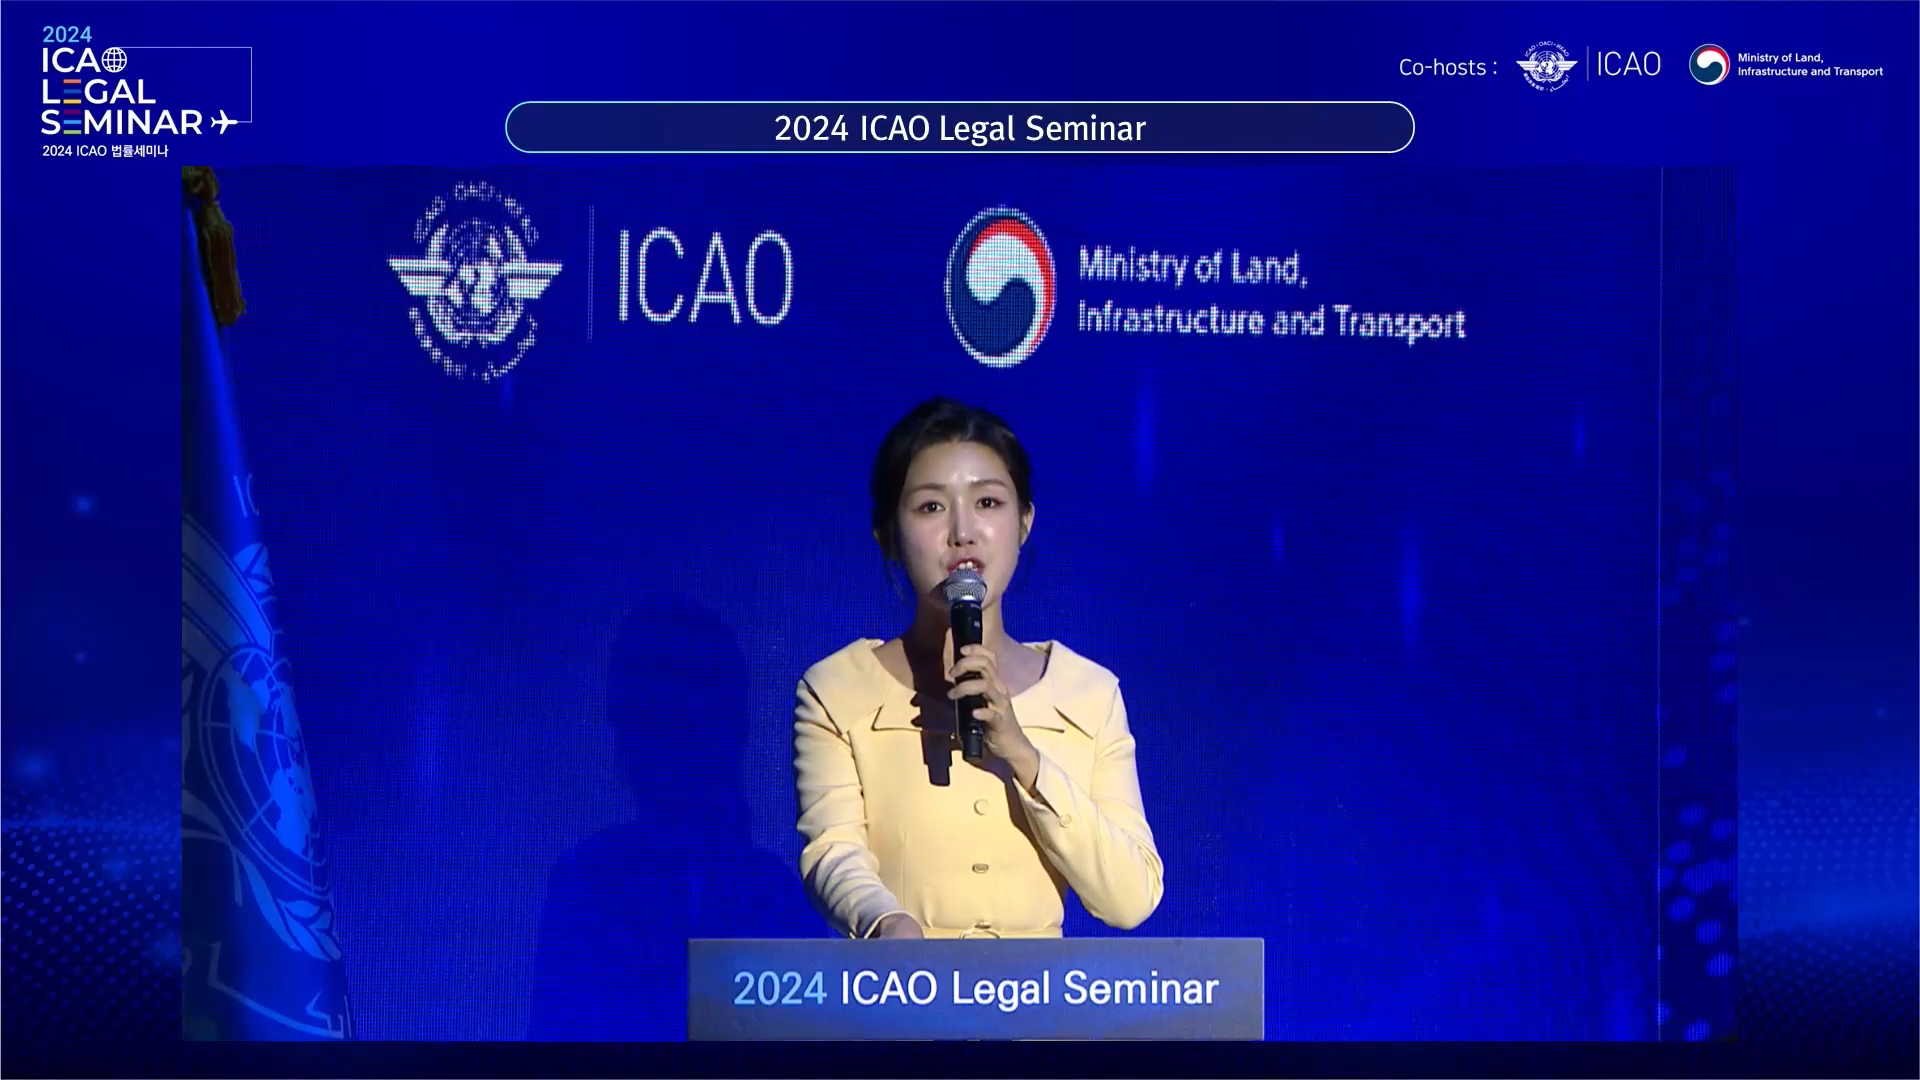 2024
ICAO
LEGAL
SEMINAR
2024 ICAO 법률세미나
Co-hosts :
ICAO
Ministry of Land,
Infrastructure and Transport
2024 ICAO Legal Seminar
ICAO
Ministry of Land,
Infrastructure and Transport
2024 ICAO Legal Seminar